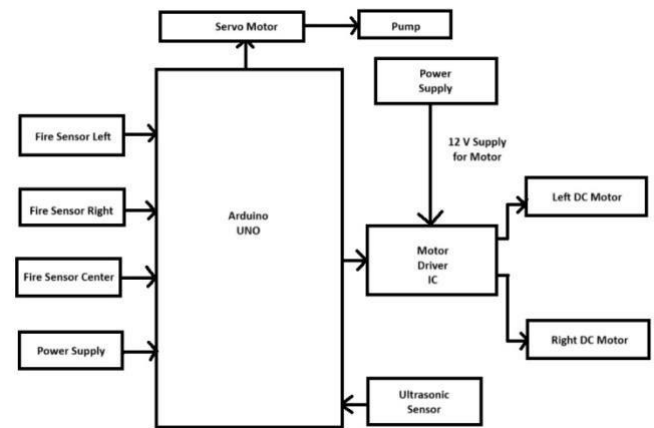 Servo Motor
Pump
Power
Supply
Fire Sensor Left
12 V Supply
for Motor
Left DC Motor
Fire Sensor Right
Arduino
UNO
Motor
Driver
IC
Fire Sensor Center
Power Supply
Right DC Motor
Ultrasonic
Sensor